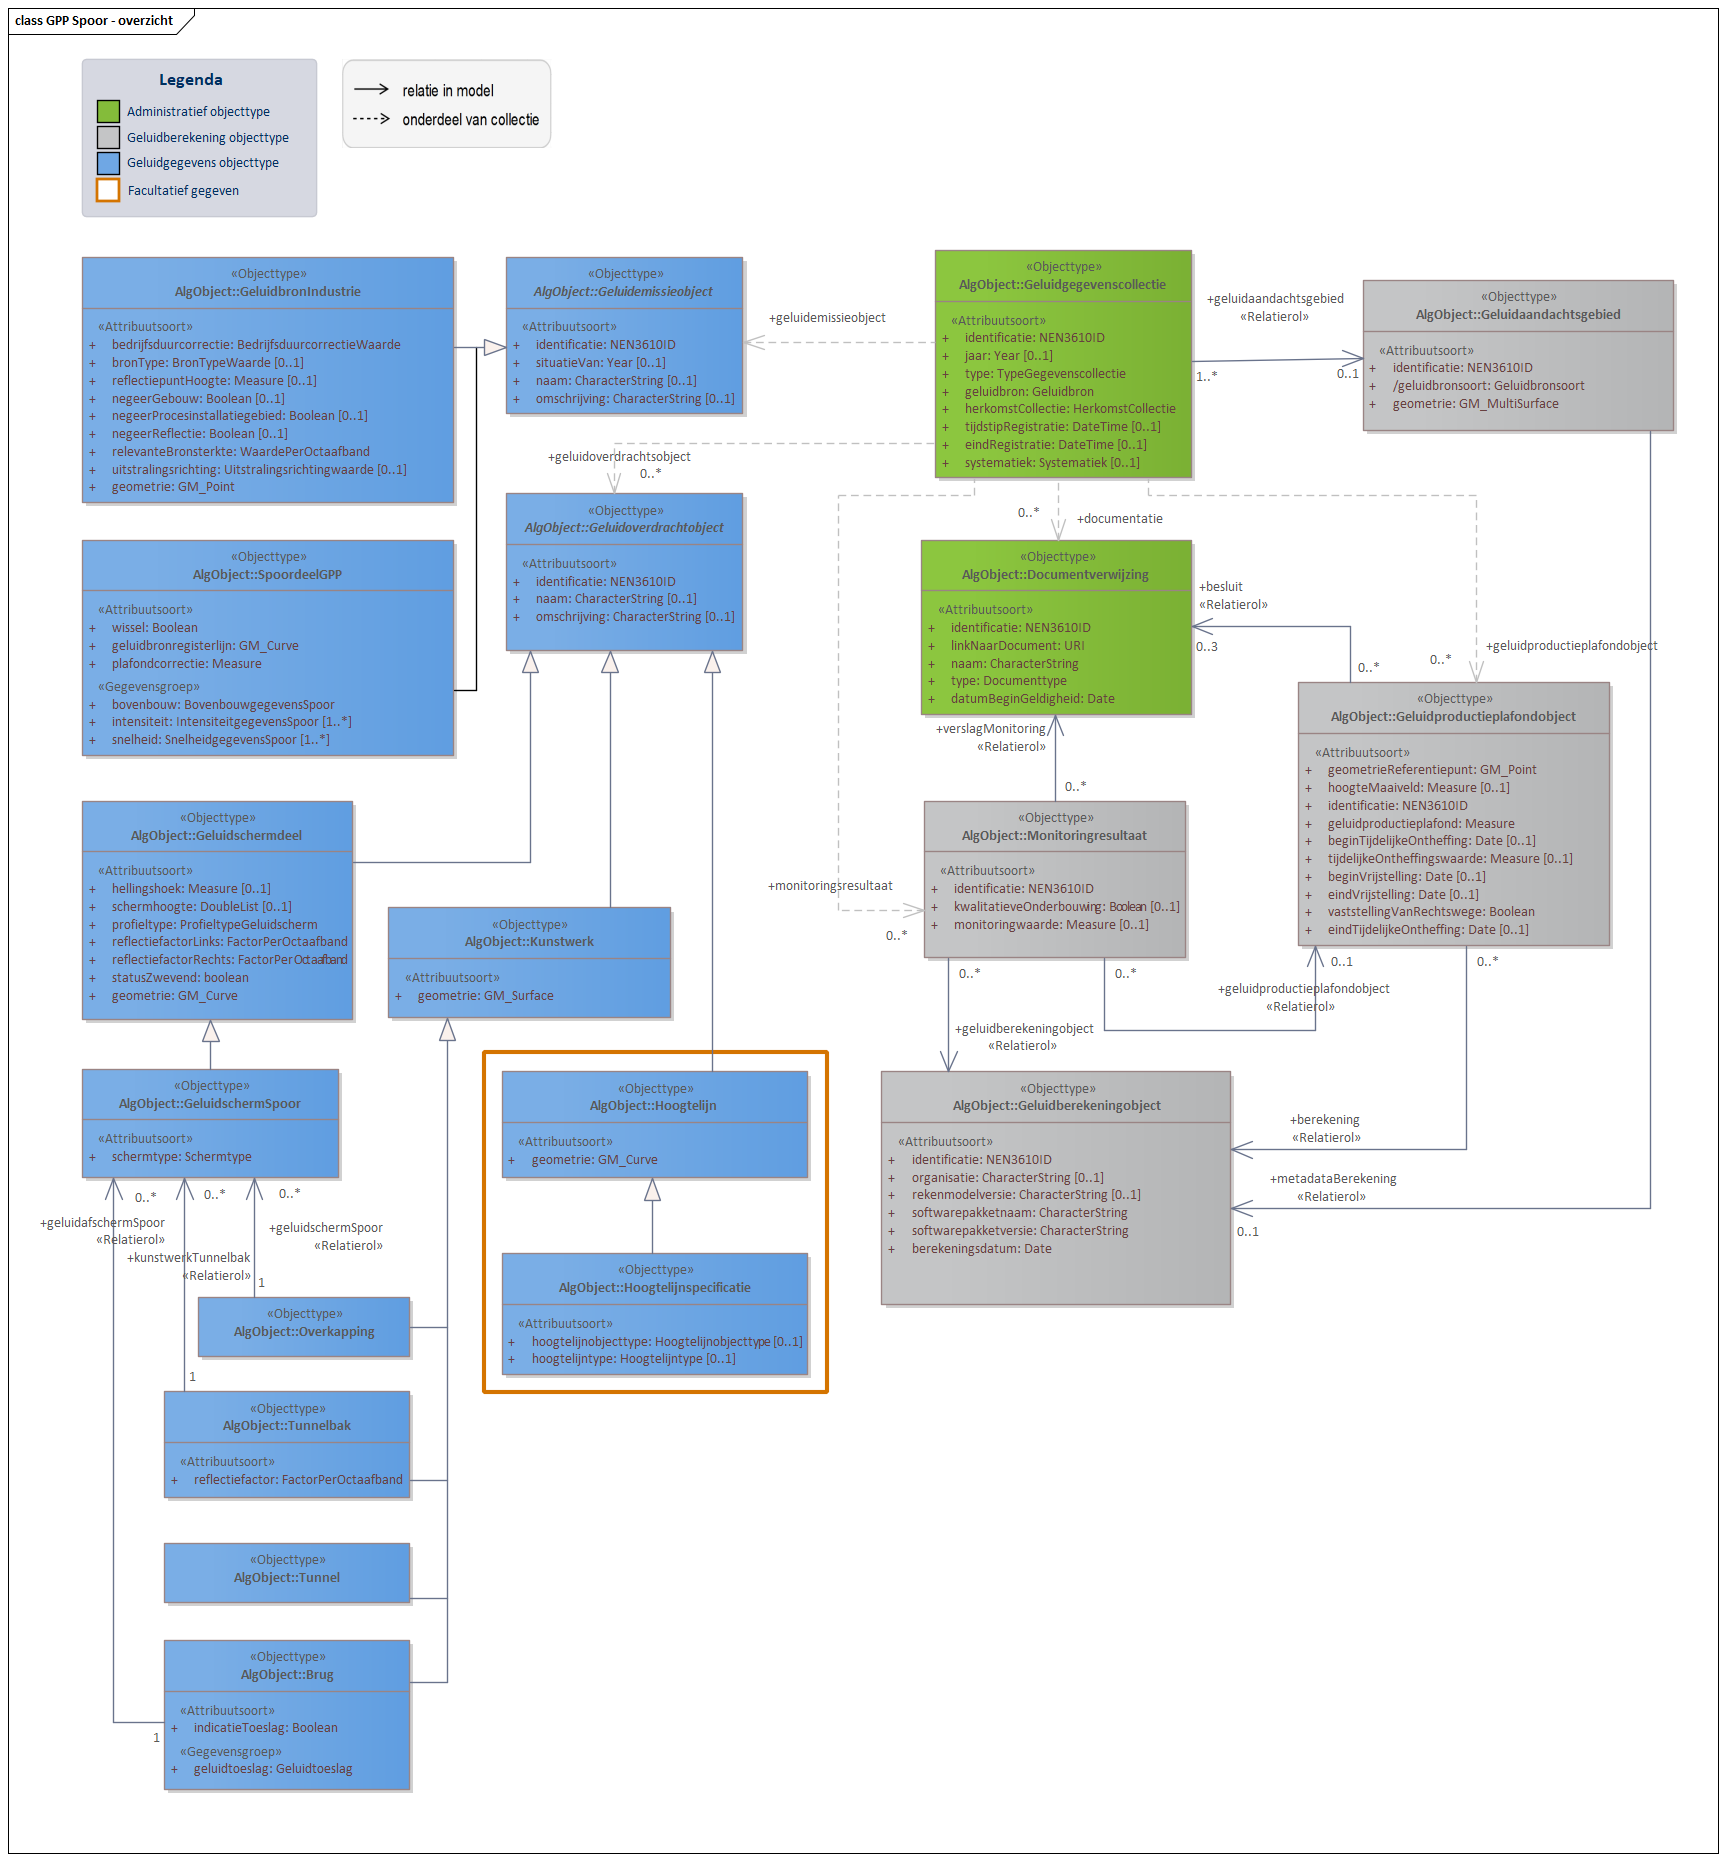 class GPP Spoor - overzicht
Legenda
Administratief objecttype
Geluidberekening objecttype
Geluidgegevens objecttype
Facultatief gegeven
relatie in model
onderdeel van collectie
«Objecttype»
AlgObject::GeluidbronIndustrie
«Attribuutsoort»
+ bedrijfsduurcorrectie: BedrijfsduurcorrectieWaarde
+ bronType: BronTypeWaarde [0..1]
+ reflectiepuntHoogte: Measure [0..1]
+ negeerGebouw: Boolean [0..1]
+ negeerProcesinstallatiegebied: Boolean [0..1]
+ negeerReflectie: Boolean [0..1]
+ relevanteBronsterkte: WaardePerOctaafband
+ uitstralingsrichting: Uitstralingsrichtingwaarde [0..1]
+ geometrie: GM_Point
«Objecttype»
AlgObject::Geluidemissieobject
«Attribuutsoort»
+ identificatie: NEN3610ID
+ situatieVan: Year [0..1]
+ naam: CharacterString [0..1]
+ omschrijving: CharacterString [0..1]
+geluidemissieobject
«Objecttype»
AlgObject::Geluidgegevenscollectie
«Attribuutsoort»
+ identificatie: NEN3610ID
+ jaar: Year [0..1]
+ type: TypeGegevenscollectie
+ geluidbron: Geluidbron
+ herkomstCollectie: HerkomstCollectie
+ tijdstipRegistratie: DateTime [0..1]
+ eindRegistratie: DateTime [0..1]
+ systematiek: Systematiek [0..1]
+geluidaandachtsgebied
«Relatierol»
1..*
0..1
«Objecttype»
AlgObject::Geluidaandachtsgebied
«Attribuutsoort»
+ identificatie: NEN3610ID
+ /geluidbronsoort: Geluidbronsoort
+ geometrie: GM_MultiSurface
+geluidoverdrachtsobject
0..*
«Objecttype»
AlgObject::Geluidoverdrachtobject
«Attribuutsoort»
+ identificatie: NEN3610ID
+ naam: CharacterString [0..1]
+ omschrijving: CharacterString [0..1]
0..*
+documentatie
«Objecttype»
AlgObject::SpoordeelGPP
«Attribuutsoort»
+ wissel: Boolean
+ geluidbronregisterlijn: GM_Curve
+ plafondcorrectie: Measure
«Gegevensgroep»
+ bovenbouw: BovenbouwgegevensSpoor
+ intensiteit: IntensiteitgegevensSpoor [1..*]
+ snelheid: SnelheidgegevensSpoor [1..*]
«Objecttype»
AlgObject::Documentverwijzing
«Attribuutsoort»
+ identificatie: NEN3610ID
+ linkNaarDocument: URI
+ naam: CharacterString
+ type: Documenttype
+ datumBeginGeldigheid: Date
+besluit
«Relatierol»
0..3
0..*
0..*
+geluidproductieplafondobject
«Objecttype»
AlgObject::Geluidproductieplafondobject
«Attribuutsoort»
+ geometrieReferentiepunt: GM_Point
+ hoogteMaaiveld: Measure [0..1]
+ identificatie: NEN3610ID
+ geluidproductieplafond: Measure
+ beginTijdelijkeOntheffing: Date [0..1]
+ tijdelijkeOntheffingswaarde: Measure [0..1]
+ beginVrijstelling: Date [0..1]
+ eindVrijstelling: Date [0..1]
+ vaststellingVanRechtswege: Boolean
+ eindTijdelijkeOntheffing: Date [0..1]
+verslagMonitoring
«Relatierol»
0..*
«Objecttype»
AlgObject::Monitoringresultaat
«Attribuutsoort»
+ identificatie: NEN3610ID
+ kwalitatieveOnderbouwing: Boolean [0..1]
+ monitoringwaarde: Measure [0..1]
+monitoringsresultaat
0..*
«Objecttype»
AlgObject::Geluidschermdeel
«Attribuutsoort»
+ hellingshoek: Measure [0..1]
+ schermhoogte: DoubleList [0..1]
+ profieltype: ProfieltypeGeluidscherm
+ reflectiefactorLinks: FactorPerOctaafband
+ reflectiefactorRechts: FactorPerOctaafband
+ statusZwevend: boolean
+ geometrie: GM_Curve
«Objecttype»
AlgObject::Kunstwerk
«Attribuutsoort»
+ geometrie: GM_Surface
0..*
0..*
0..1
0..*
+geluidproductieplafondobject
«Relatierol»
+geluidberekeningobject
«Relatierol»
«Objecttype»
AlgObject::GeluidschermSpoor
«Attribuutsoort»
+ schermtype: Schermtype
«Objecttype»
AlgObject::Hoogtelijn
«Attribuutsoort»
+ geometrie: GM_Curve
«Objecttype»
AlgObject::Geluidberekeningobject
«Attribuutsoort»
+ identificatie: NEN3610ID
+ organisatie: CharacterString [0..1]
+ rekenmodelversie: CharacterString [0..1]
+ softwarepakketnaam: CharacterString
+ softwarepakketversie: CharacterString
+ berekeningsdatum: Date
+berekening
«Relatierol»
+metadataBerekening
«Relatierol»
0..1
0..*
0..*
0..*
+geluidafschermSpoor
«Relatierol»
+kunstwerkTunnelbak
«Relatierol»
+geluidschermSpoor
«Relatierol»
1
«Objecttype»
AlgObject::Overkapping
«Objecttype»
AlgObject::Hoogtelijnspecificatie
«Attribuutsoort»
+ hoogtelijnobjecttype: Hoogtelijnobjecttype [0..1]
+ hoogtelijntype: Hoogtelijntype [0..1]
1
«Objecttype»
AlgObject::Tunnelbak
«Attribuutsoort»
+ reflectiefactor: FactorPerOctaafband
«Objecttype»
AlgObject::Tunnel
«Objecttype»
AlgObject::Brug
«Attribuutsoort»
+ indicatieToeslag: Boolean
«Gegevensgroep»
+ geluidtoeslag: Geluidtoeslag
1